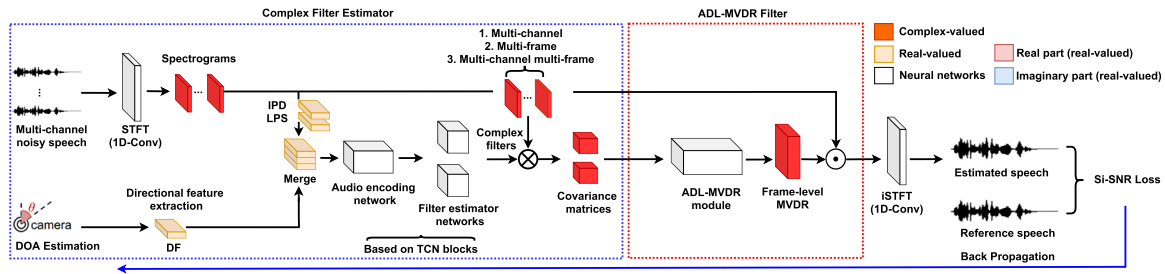 Complex Filter Estimator
ADL-MVDR Filter
1. Multi-channel
2. Multi-frame
3. Multi-channel multi-frame
Complex-valued
Real-valued
Neural networks
Real part (real-valued)
Imaginary part (real-valued)
Spectrograms
...
...
Multi-channel
noisy speech
STFT
(1D-Conv)
IPD
LPS
Merge
Audio encoding
network
Complex
filters
Filter estimator
networks
Covariance
matrices
ADL-MVDR
module
Frame-level
MVDR
iSTFT
(1D-Conv)
Estimated speech
Si-SNR Loss
Reference speech
Directional feature
extraction
θ
camera
DOA Estimation
DF
Based on TCN blocks
Back Propagation